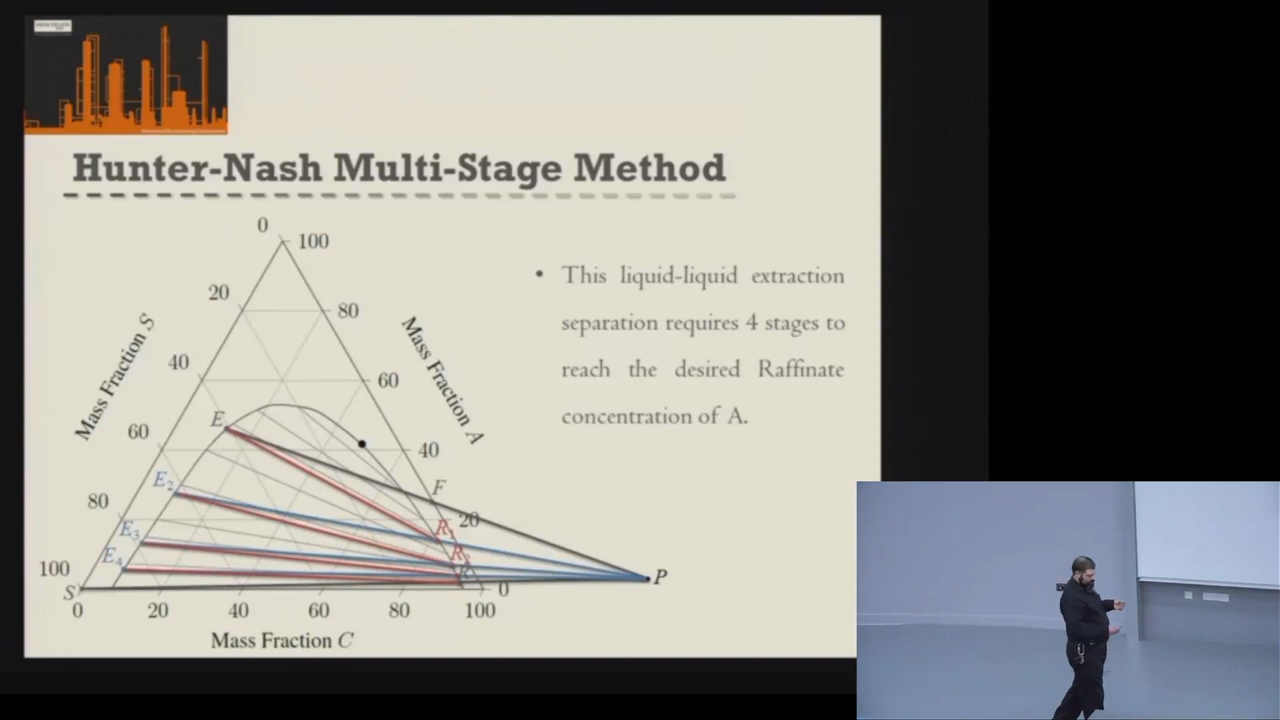 Hunter-Nash Multi-Stage Method
0
100
20
80
Mass Fraction S
Mass Fraction A
40
60
E
60
40
E2
F
80
20
R1
E3
R2
E4
R
100
P
S
0
0
20
40
60
80
100
Mass Fraction C
• This liquid-liquid extraction
separation requires 4 stages to
reach the desired Raffinate
concentration of A.